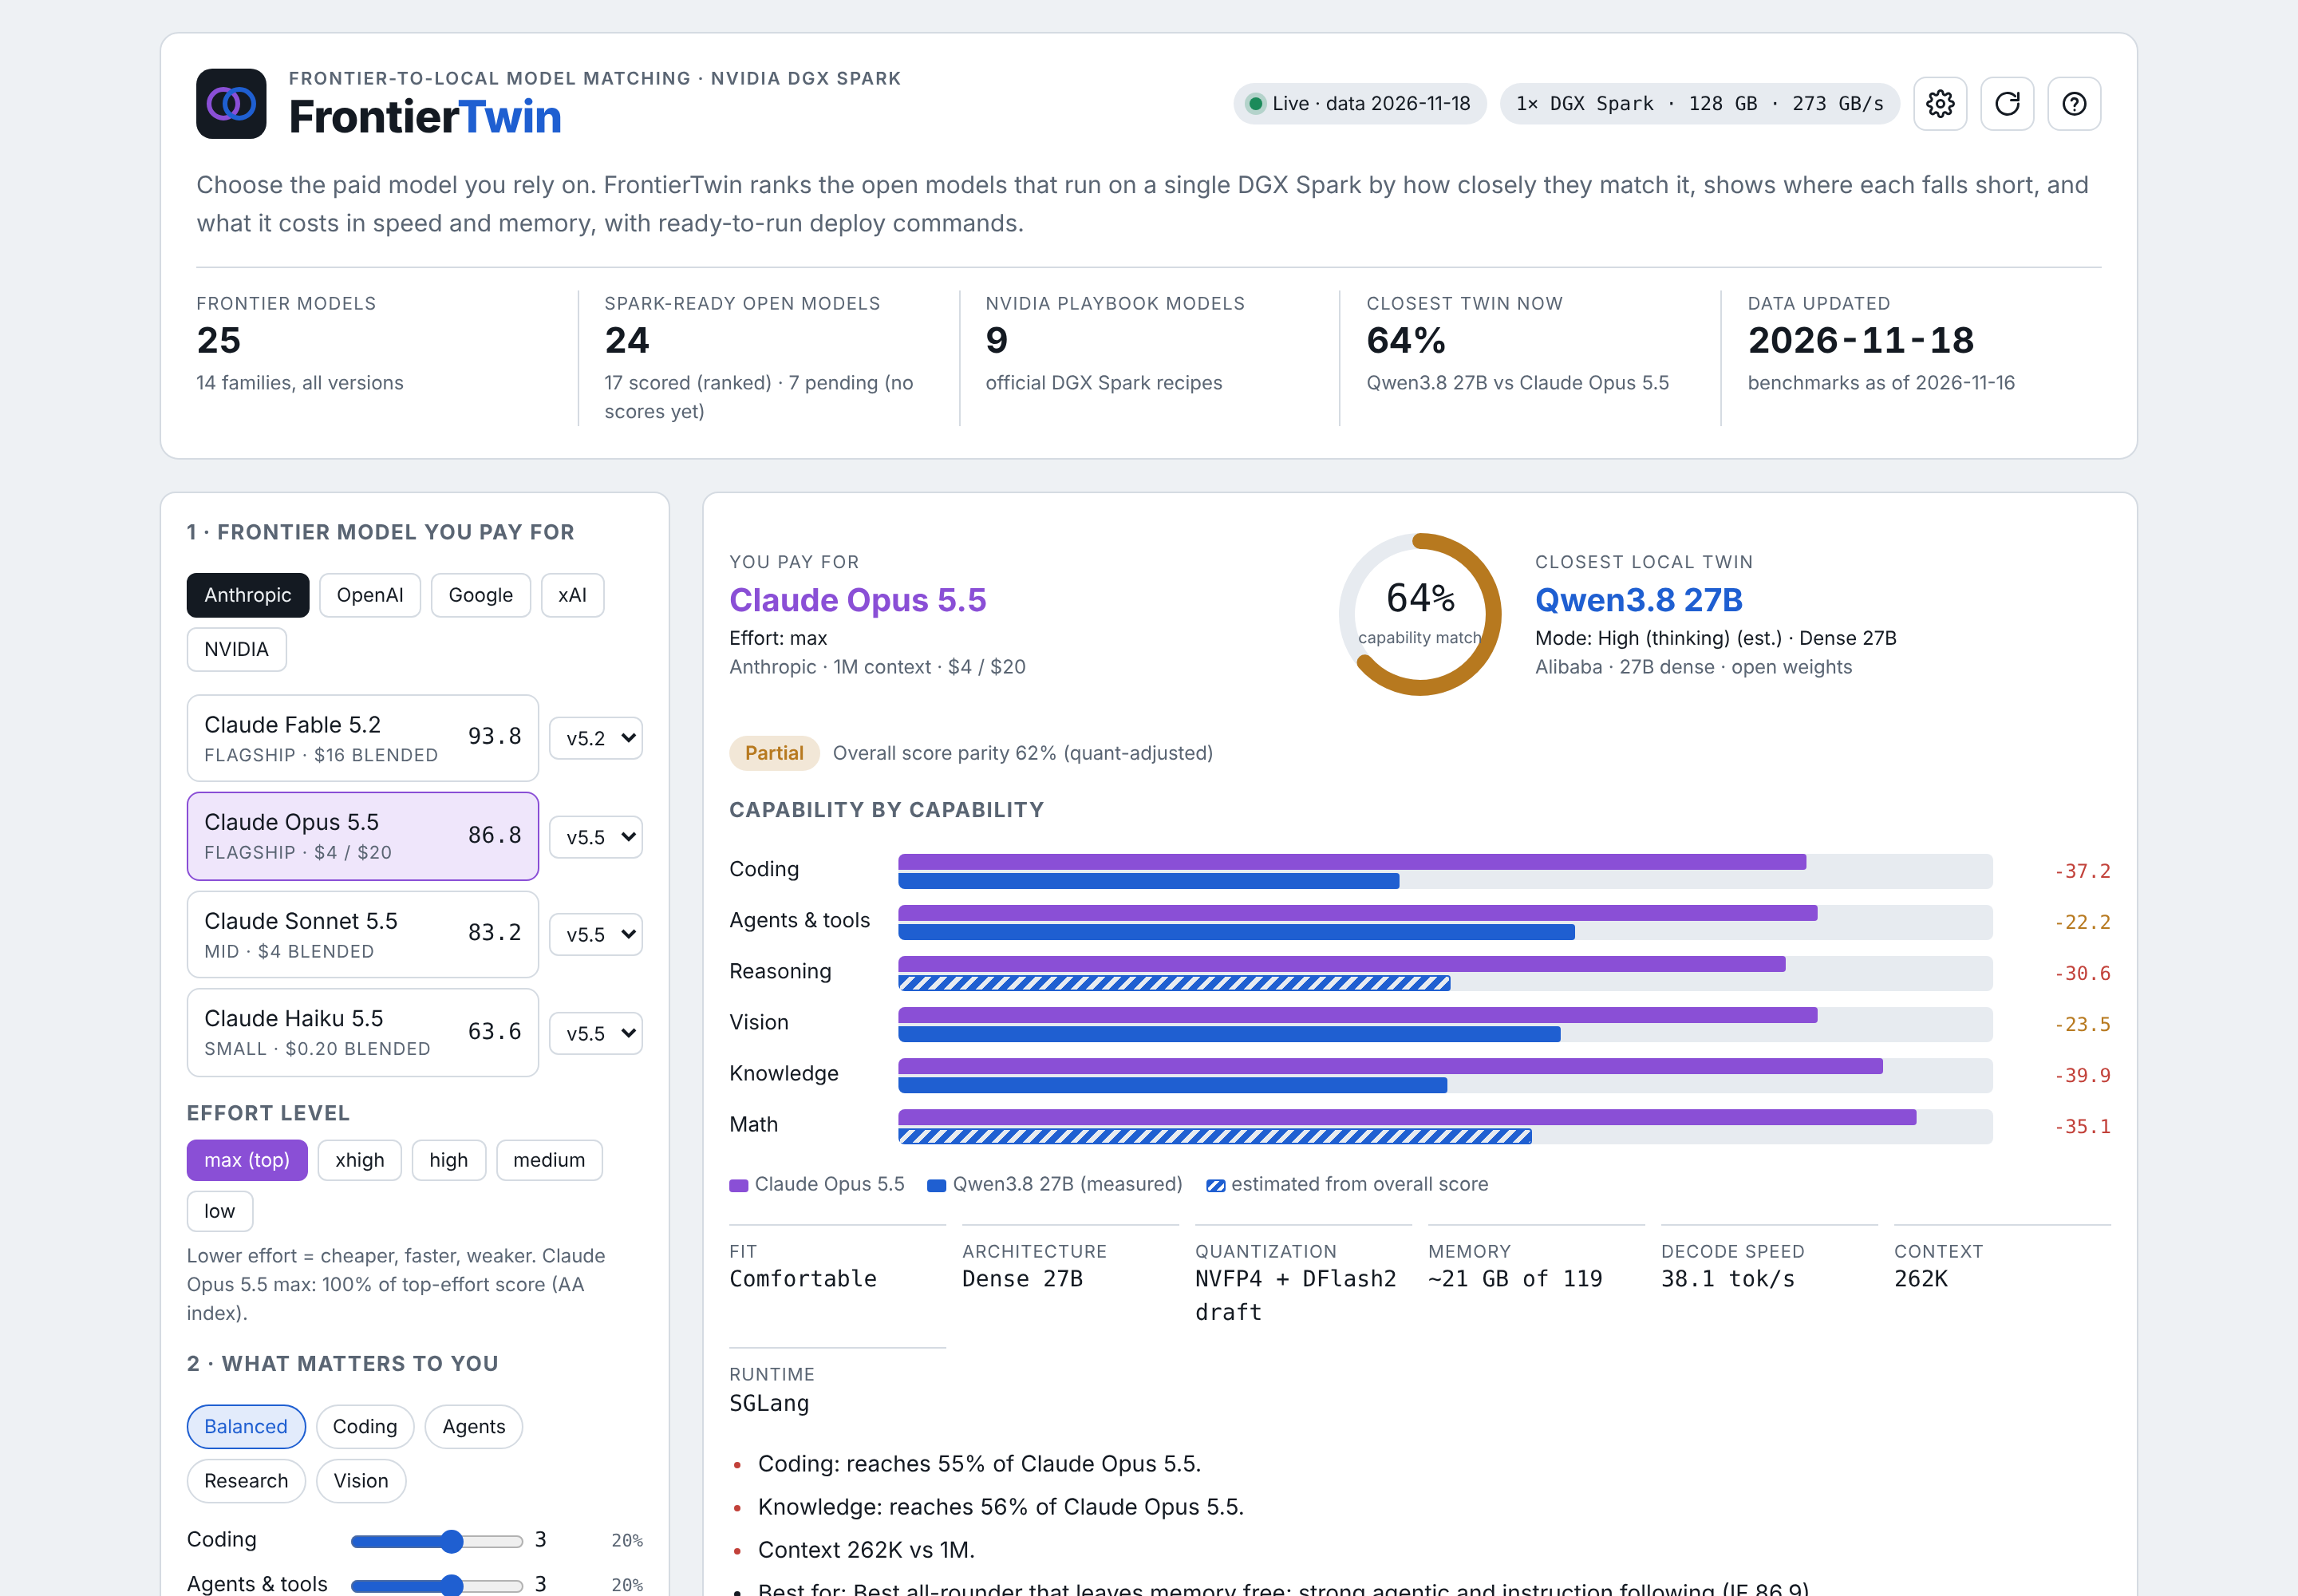 FRONTIER-TO-LOCAL MODEL MATCHING · NVIDIA DGX SPARK
FrontierTwin
Live · data 2026-11-18
1× DGX Spark · 128 GB · 273 GB/s
Choose the paid model you rely on. FrontierTwin ranks the open models that run on a single DGX Spark by how closely they match it, shows where each falls short, and
what it costs in speed and memory, with ready-to-run deploy commands.
FRONTIER MODELS
25
14 families, all versions
SPARK-READY OPEN MODELS
24
17 scored (ranked) · 7 pending (no
scores yet)
NVIDIA PLAYBOOK MODELS
9
official DGX Spark recipes
CLOSEST TWIN NOW
64%
Qwen3.8 27B vs Claude Opus 5.5
DATA UPDATED
2026-11-18
benchmarks as of 2026-11-16
1 · FRONTIER MODEL YOU PAY FOR
Anthropic
OpenAI
Google
xAI
NVIDIA
Claude Fable 5.2
FLAGSHIP · $16 BLENDED
93.8
v5.2
Claude Opus 5.5
FLAGSHIP · $4 / $20
86.8
v5.5
Claude Sonnet 5.5
MID · $4 BLENDED
83.2
v5.5
Claude Haiku 5.5
SMALL · $0.20 BLENDED
63.6
v5.5
EFFORT LEVEL
max (top)
xhigh
high
medium
low
Lower effort = cheaper, faster, weaker. Claude
Opus 5.5 max: 100% of top-effort score (AA
index).
2 · WHAT MATTERS TO YOU
Balanced
Coding
Agents
Research
Vision
Coding
3
20%
Agents & tools
3
20%
YOU PAY FOR
Claude Opus 5.5
Effort: max
Anthropic · 1M context · $4 / $20
64%
capability match
CLOSEST LOCAL TWIN
Qwen3.8 27B
Mode: High (thinking) (est.) · Dense 27B
Alibaba · 27B dense · open weights
Partial
Overall score parity 62% (quant-adjusted)
CAPABILITY BY CAPABILITY
Coding
-37.2
Agents & tools
-22.2
Reasoning
-30.6
Vision
-23.5
Knowledge
-39.9
Math
-35.1
Claude Opus 5.5
Qwen3.8 27B (measured)
estimated from overall score
FIT
Comfortable
ARCHITECTURE
Dense 27B
QUANTIZATION
NVFP4 + DFlash2
draft
MEMORY
~21 GB of 119
DECODE SPEED
38.1 tok/s
CONTEXT
262K
RUNTIME
SGLang
• Coding: reaches 55% of Claude Opus 5.5.
• Knowledge: reaches 56% of Claude Opus 5.5.
• Context 262K vs 1M.
• Best for: Best all-rounder that leaves memory free; strong agentic and instruction following (IF 86.9)